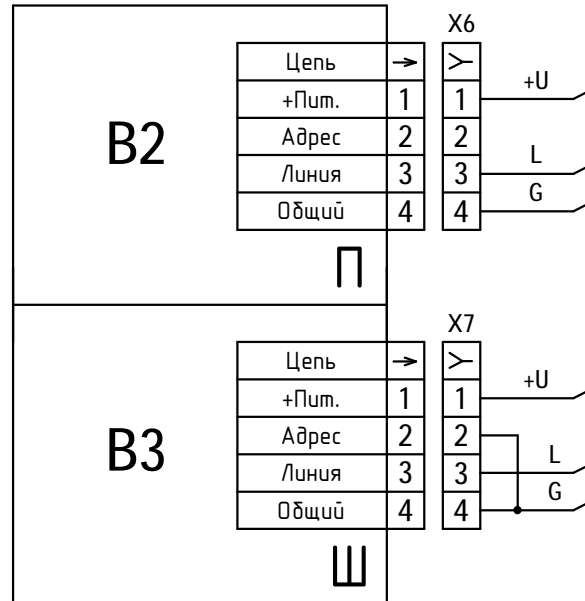 X6
Цепь → >-
+U
+Пит. 1 1
B2
Адрес 2 2
L
Линия 3 3
G
Общий 4 4
П
X7
Цепь → >-
+U
+Пит. 1 1
B3
Адрес 2 2
L
Линия 3 3
G
Общий 4 4
Ш